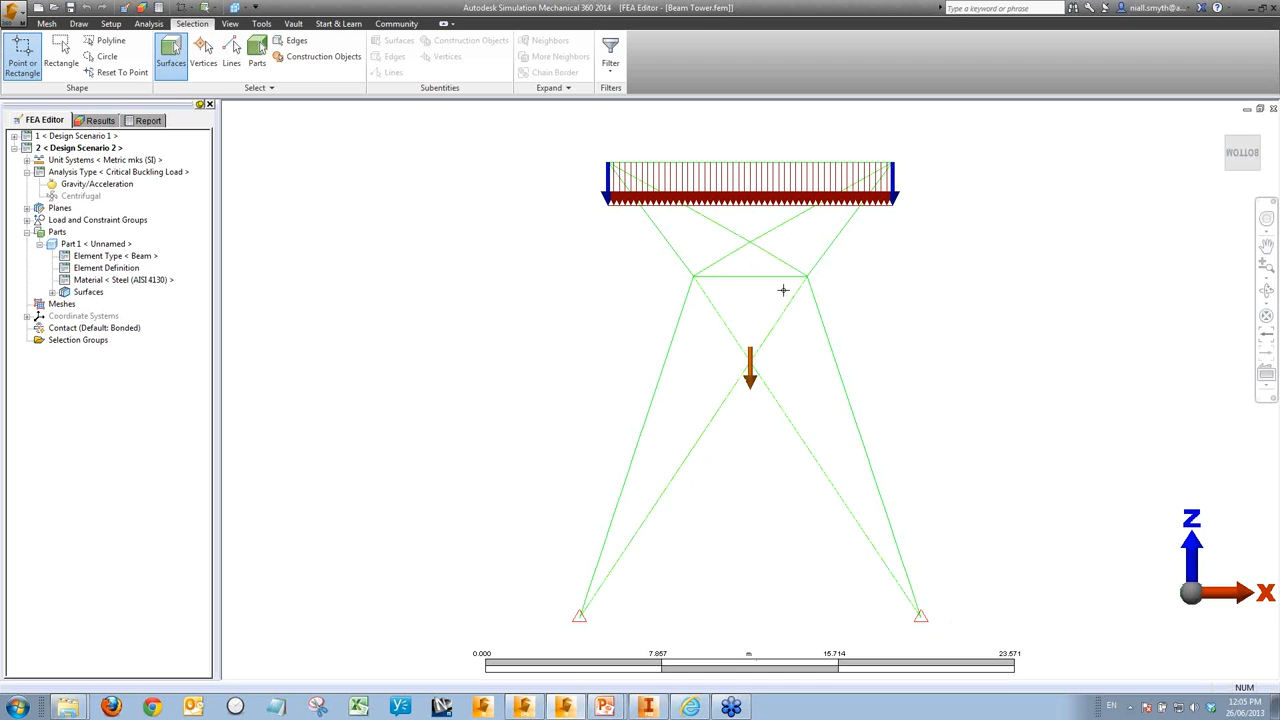 Autodesk Simulation Mechanical 360 2014 - [FEA Editor - [Beam Tower.fem]]
Type a keyword or phrase
niall.smyth@a...
Mesh Draw Setup Analysis Selection View Tools Vault Start & Learn Community
Point or Rectangle
Rectangle
Polyline
Circle
Reset To Point
Shape
Surfaces
Vertices
Lines
Parts
Edges
Construction Objects
Select
Surfaces
Edges
Lines
Construction Objects
Vertices
Subentities
Neighbors
More Neighbors
Chain Border
Expand
Filter
Filters
FEA Editor
Results
Report
1 < Design Scenario 1 >
2 < Design Scenario 2 >
Unit Systems < Metric mks (SI) >
Analysis Type < Critical Buckling Load >
Gravity/Acceleration
Centrifugal
Planes
Load and Constraint Groups
Parts
Part 1 < Unnamed >
Element Type < Beam >
Element Definition
Material < Steel (AISI 4130) >
Surfaces
Meshes
Coordinate Systems
Contact (Default: Bonded)
Selection Groups
BOTTOM
Z
X
0.000 7.857 m 15.714 23.571
NUM
EN
12:05 PM
26/06/2013